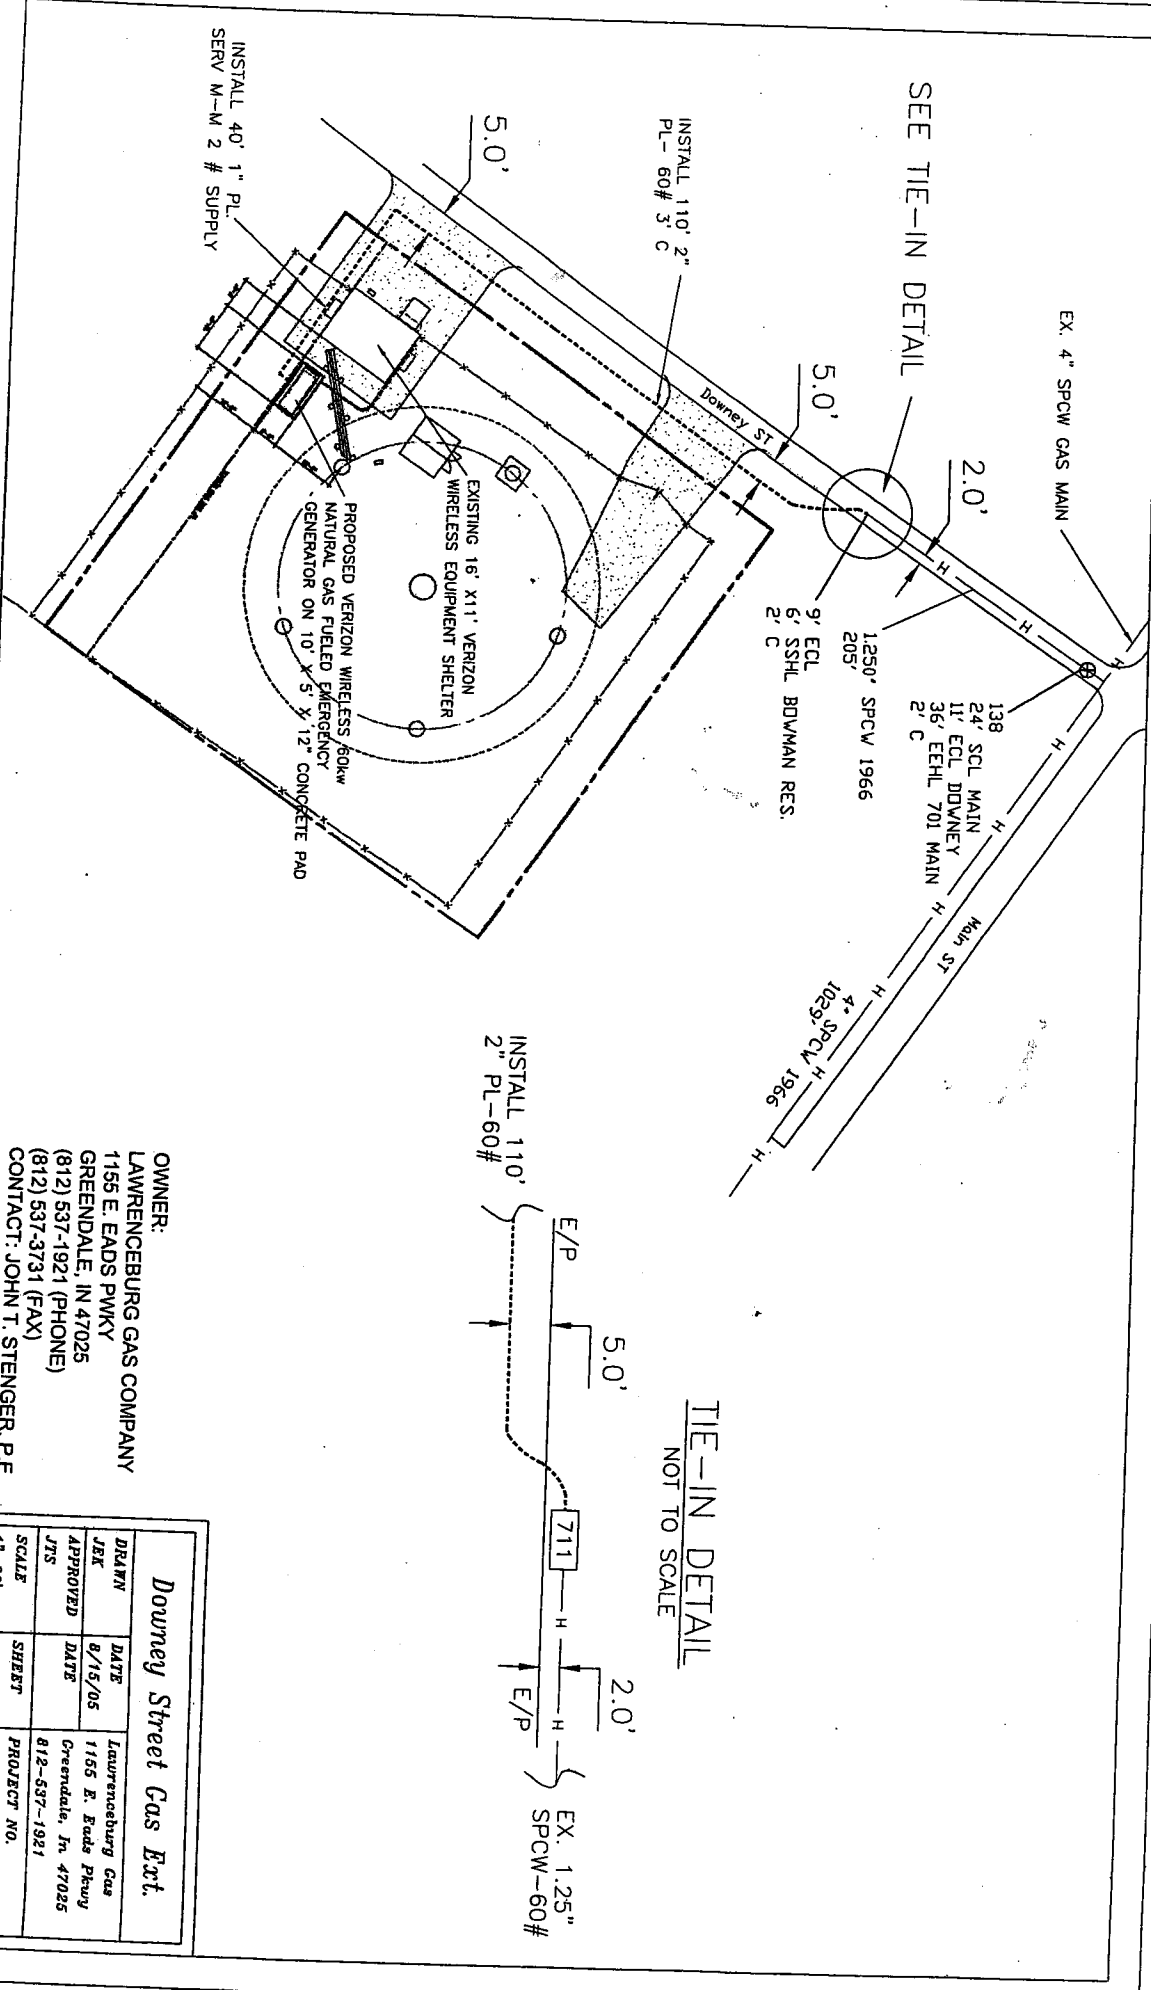 SEE TIE-IN DETAIL
EX. 4" SPCW GAS MAIN
INSTALL 110' 2"
PL- 60# 3' C
5.0'
5.0'
2.0'
Downey ST
INSTALL 40' 1" PL.
SERV M-M 2 # SUPPLY
138
24' SCL MAIN
11' ECL DOWNEY
36' EEHL 701 MAIN
2' C
1.250" SPCW 1966
205'
9' ECL
6' SSHL BOWMAN RES.
2' C
EXISTING 16' X11' VERIZON
WIRELESS EQUIPMENT SHELTER
PROPOSED VERIZON WIRELESS 60kw
NATURAL GAS FUELED EMERGENCY
GENERATOR ON 10' X 5' X 12" CONCRETE PAD
Main ST
4" SPCW 1966
1029'
TIE-IN DETAIL
NOT TO SCALE
INSTALL 110'
2" PL-60#
E/P
5.0'
711
H
H
2.0'
E/P
EX. 1.25"
SPCW-60#
OWNER:
LAWRENCEBURG GAS COMPANY
1155 E. EADS PWKY
GREENDALE, IN 47025
(812) 537-1921 (PHONE)
(812) 537-3731 (FAX)
CONTACT: JOHN T. STENGER, P.E
Downey Street Gas Ext.
DRAWN
JEK
DATE
8/15/05
Lawrenceburg Gas
1155 E. Eads Pkwy
Greendale, In 47025
812-537-1921
APPROVED
JTS
DATE
SCALE
SHEET
PROJECT NO.